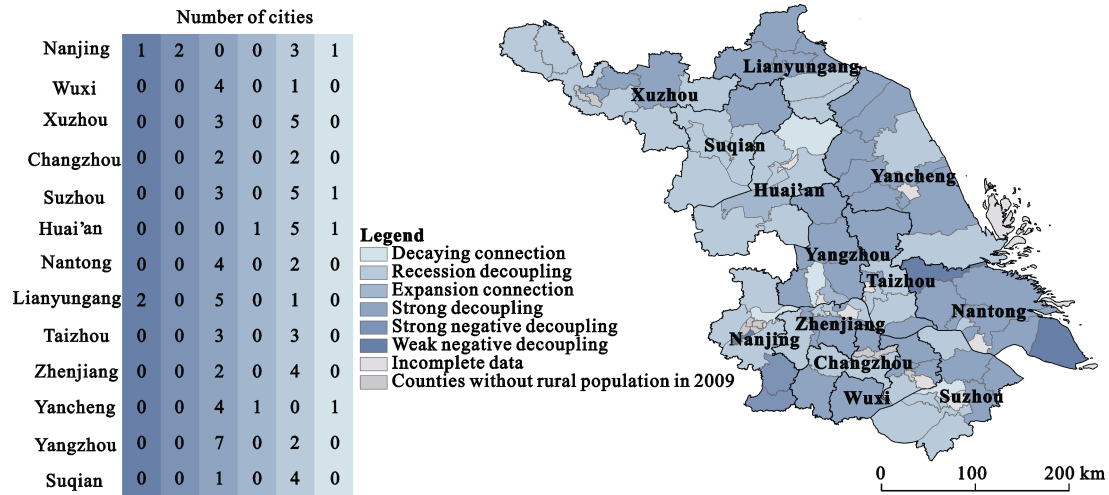 Number of cities
Nanjing 1 2 0 0 3 1
Wuxi 0 0 4 0 1 0
Xuzhou 0 0 3 0 5 0
Changzhou 0 0 2 0 2 0
Suzhou 0 0 3 0 5 1
Huai'an 0 0 0 1 5 1
Nantong 0 0 4 0 2 0
Lianyungang 2 0 5 0 1 0
Taizhou 0 0 3 0 3 0
Zhenjiang 0 0 2 0 4 0
Yancheng 0 0 4 1 0 1
Yangzhou 0 0 7 0 2 0
Suqian 0 0 1 0 4 0
Legend
Decaying connection
Recession decoupling
Expansion connection
Strong decoupling
Strong negative decoupling
Weak negative decoupling
Incomplete data
Counties without rural population in 2009
Lianyungang
Xuzhou
Suqian
Yancheng
Huai'an
Yangzhou
Taizhou
Nantong
Zhenjiang
Nanjing
Changzhou
Wuxi
Suzhou
0 100 200 km